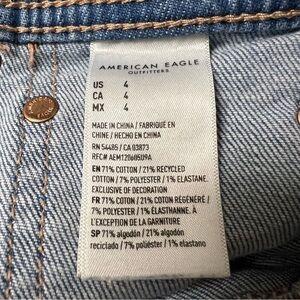 AMERICAN EAGLE
OUTFITTERS
US 4
CA 4
MX 4
MADE IN CHINA / FABRIQUÉ EN
CHINE / HECHO EN CHINA
RN 54485 / CA 03873
REC# AEM120605U9A
EN 71% COTTON / 21% RECYCLED
COTTON / 7% POLYESTER / 1% ELASTANE.
EXCLUSIVE OF DECORATION
FR 71% COTON / 21% COTON RÉGÉNÉRÉ /
7% POLYESTER / 1% ÉLASTHANNE. À
L'EXCEPTION DE LA GARNITURE
SP 71% algodón / 21% algodón
reciclado / 7% poliéster / 1% elastano